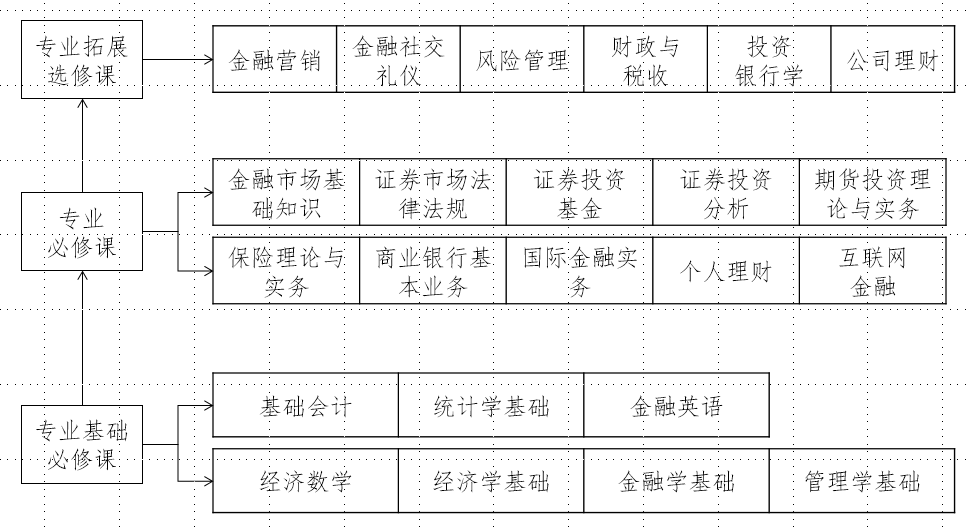 专业拓展
选修课
金融营销
金融社交
礼仪
风险管理
财政与
税收
投资
银行学
公司理财
专业
必修课
金融市场基
础知识
证券市场法
律法规
证券投资
基金
证券投资
分析
期货投资理
论与实务
保险理论与
实务
商业银行基
本业务
国际金融实
务
个人理财
互联网
金融
专业基础
必修课
基础会计
统计学基础
金融英语
经济数学
经济学基础
金融学基础
管理学基础